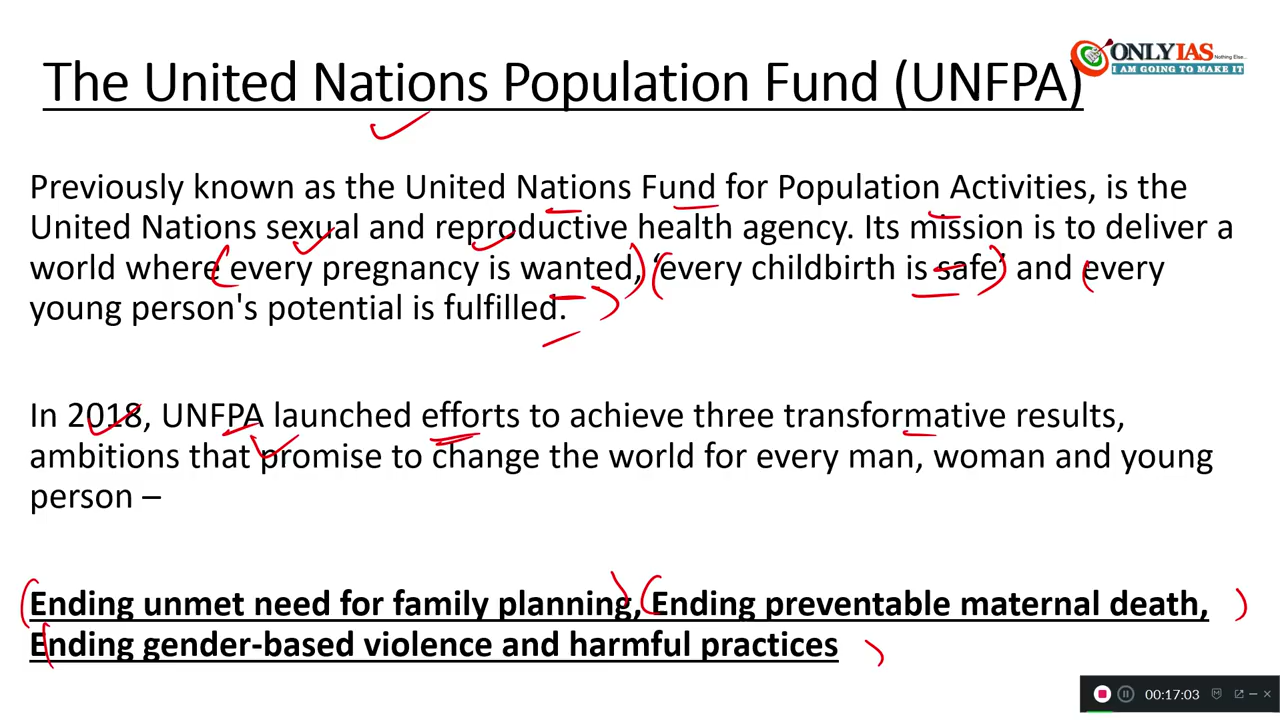 ONLYIAS
Nothing Else...
I AM GOING TO MAKE IT
The United Nations Population Fund (UNFPA)
Previously known as the United Nations Fund for Population Activities, is the
United Nations sexual and reproductive health agency. Its mission is to deliver a
world where every pregnancy is wanted, 'every childbirth is safe' and every
young person's potential is fulfilled.
In 2018, UNFPA launched efforts to achieve three transformative results,
ambitions that promise to change the world for every man, woman and young
person –
Ending unmet need for family planning, Ending preventable maternal death,
Ending gender-based violence and harmful practices
00:17:03